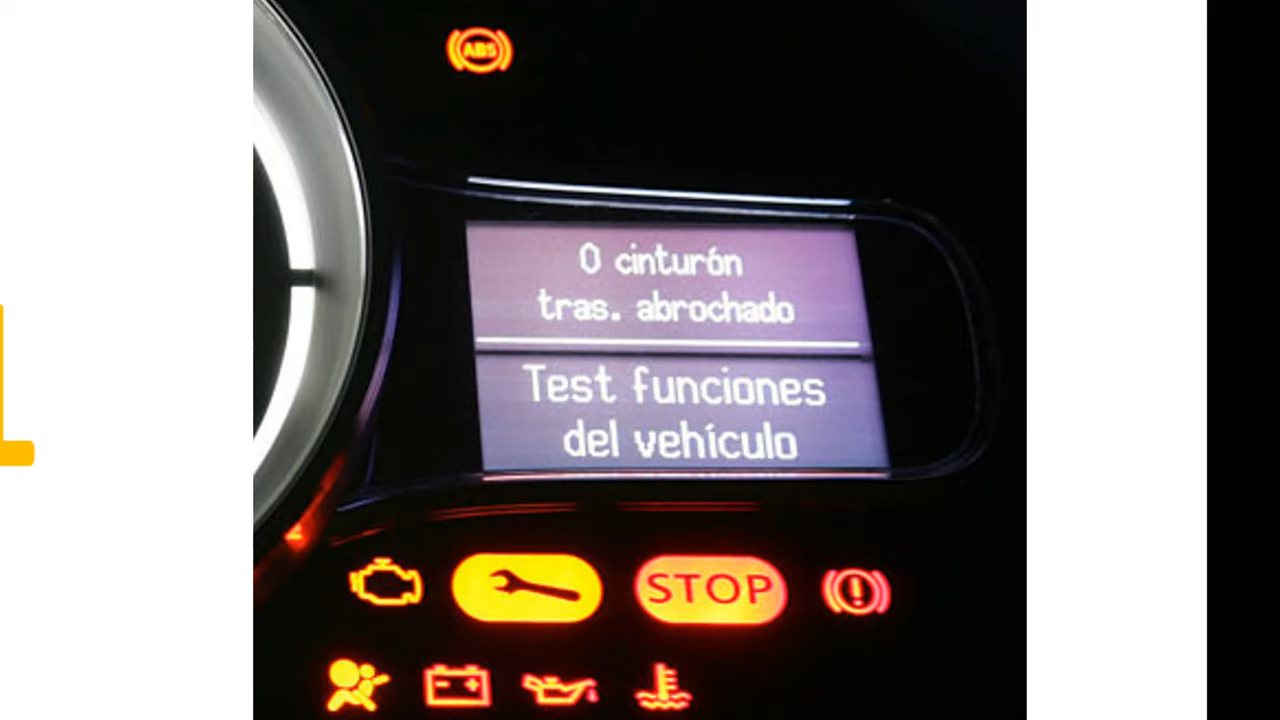 ABS
0 cinturón
tras. abrochado
Test funciones
del vehículo
STOP